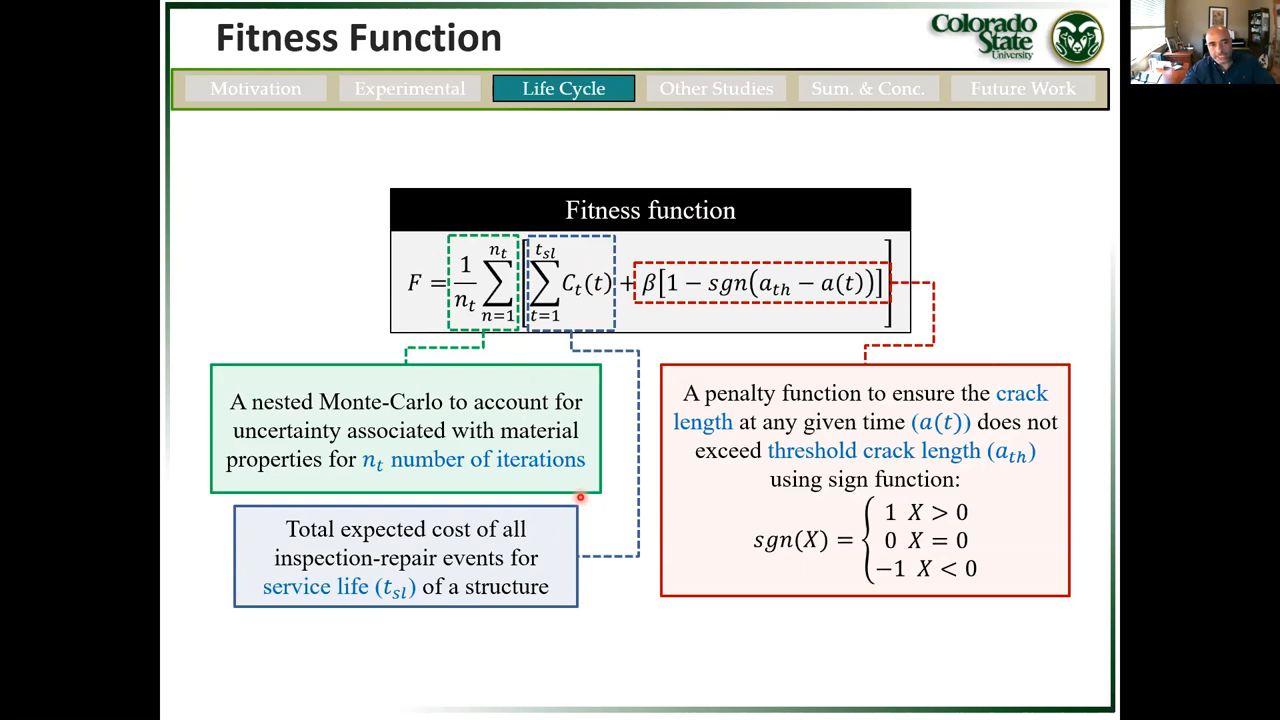 Fitness Function
Colorado
State
University
Motivation
Experimental
Life Cycle
Other Studies
Sum. & Conc.
Future Work
Fitness function
F = 1/n_t ∑_{n=1}^{n_t} [ ∑_{t=1}^{t_sl} C_t(t) + β[1 − sgn(a_th − a(t))] ]
A nested Monte-Carlo to account for
uncertainty associated with material
properties for n_t number of iterations
Total expected cost of all
inspection-repair events for
service life (t_sl) of a structure
A penalty function to ensure the crack
length at any given time (a(t)) does not
exceed threshold crack length (a_th)
using sign function:
sgn(X) = { 1 X > 0
0 X = 0
−1 X < 0